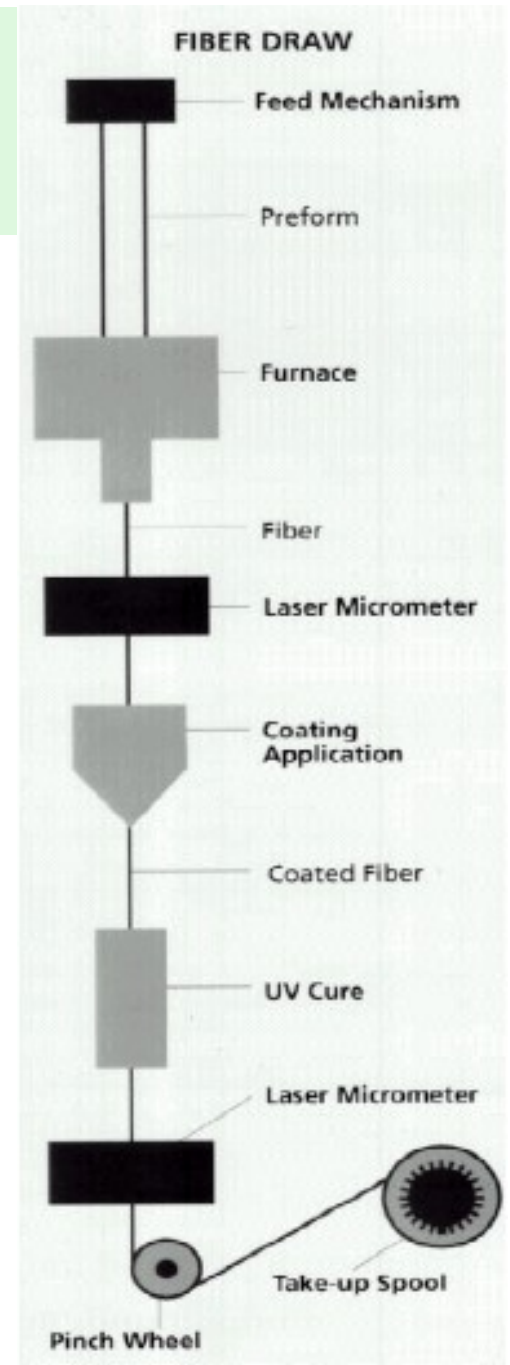 FIBER DRAW
Feed Mechanism
Preform
Furnace
Fiber
Laser Micrometer
Coating
Application
Coated Fiber
UV Cure
Laser Micrometer
Take-up Spool
Pinch Wheel